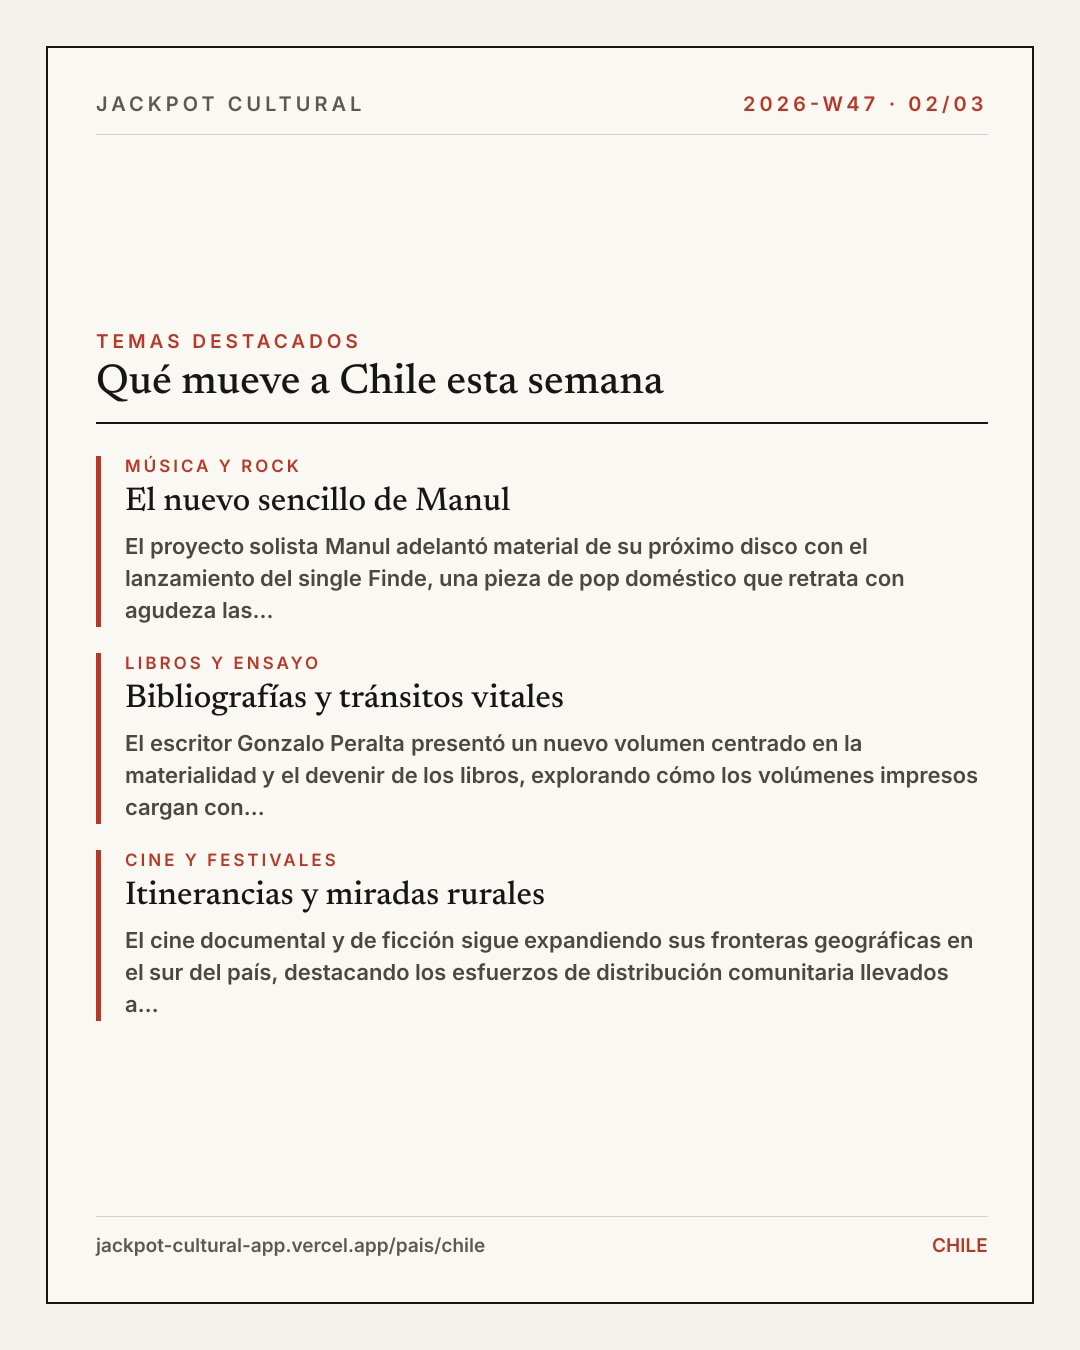 JACKPOT CULTURAL
2026-W47 · 02/03
TEMAS DESTACADOS
Qué mueve a Chile esta semana
MÚSICA Y ROCK
El nuevo sencillo de Manul
El proyecto solista Manul adelantó material de su próximo disco con el
lanzamiento del single Finde, una pieza de pop doméstico que retrata con
agudeza las...
LIBROS Y ENSAYO
Bibliografías y tránsitos vitales
El escritor Gonzalo Peralta presentó un nuevo volumen centrado en la
materialidad y el devenir de los libros, explorando cómo los volúmenes impresos
cargan con...
CINE Y FESTIVALES
Itinerancias y miradas rurales
El cine documental y de ficción sigue expandiendo sus fronteras geográficas en
el sur del país, destacando los esfuerzos de distribución comunitaria llevados
a...
jackpot-cultural-app.vercel.app/pais/chile
CHILE